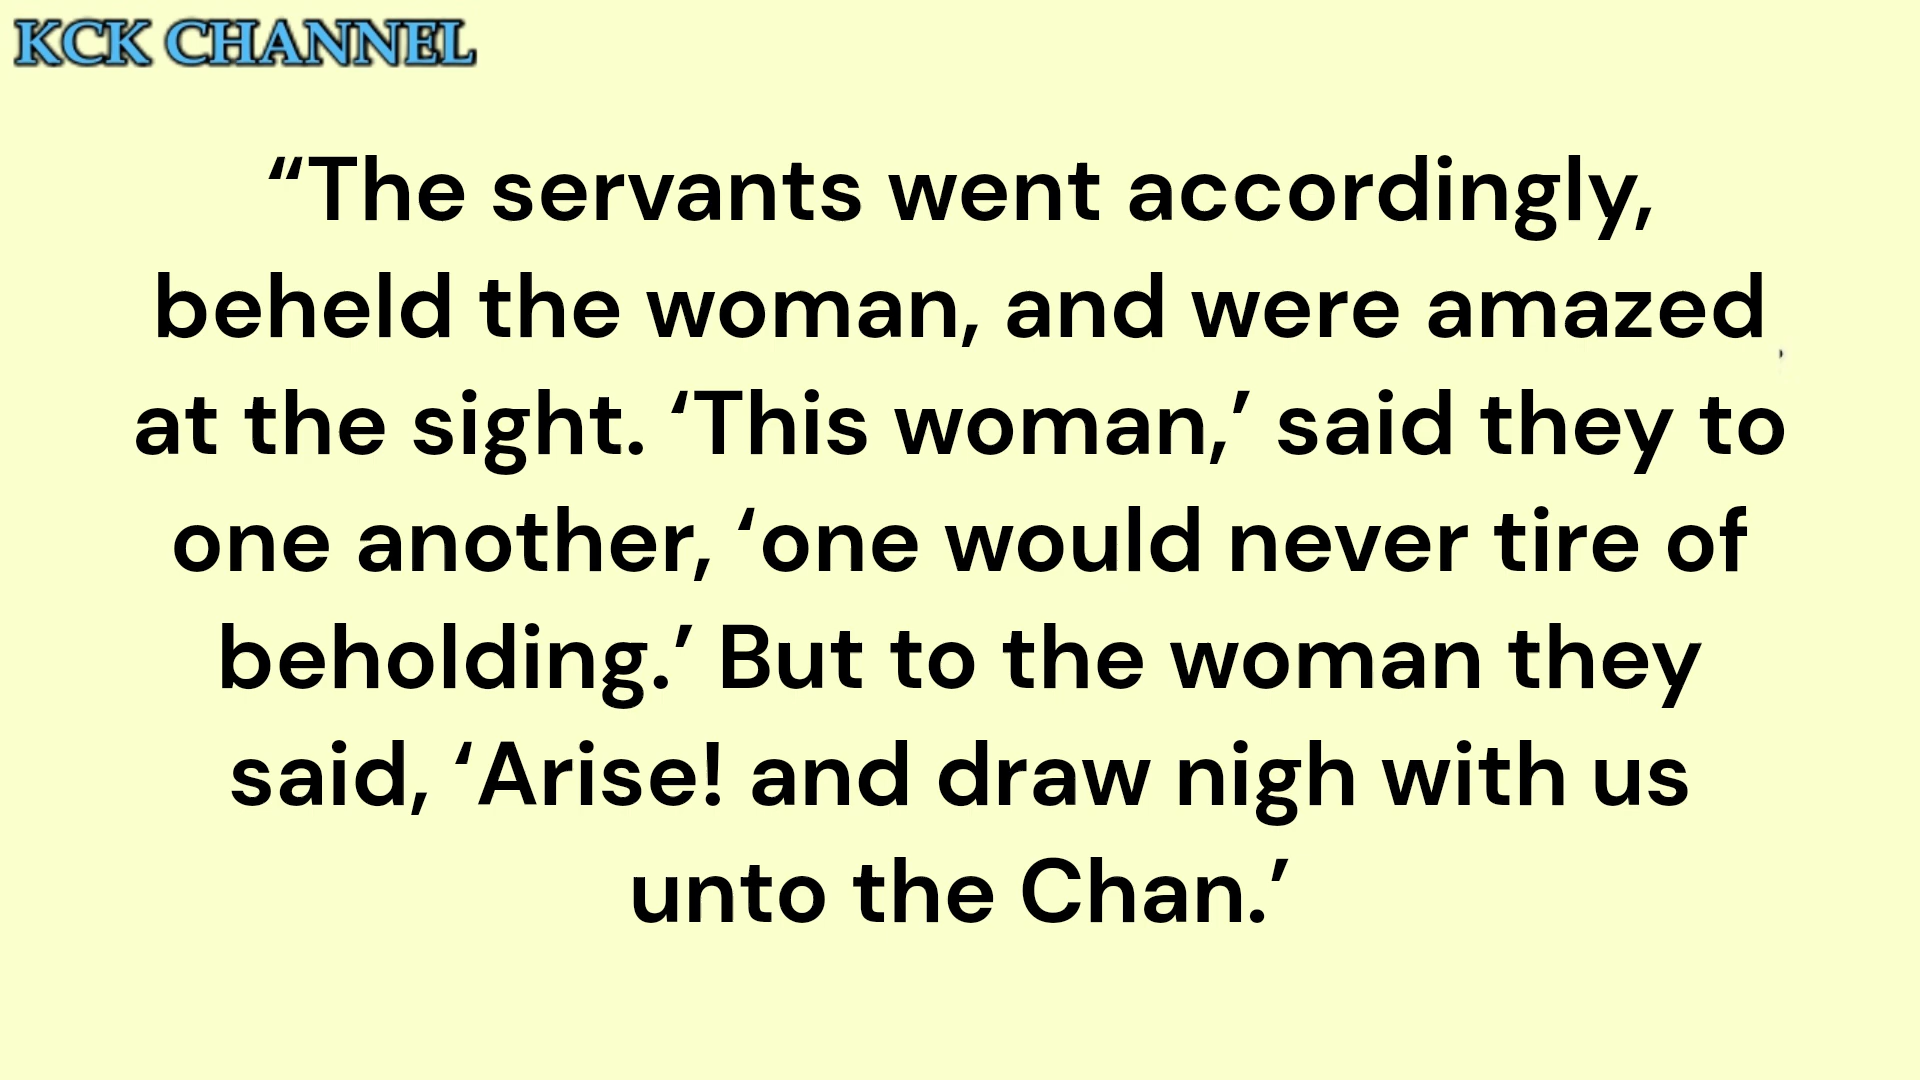 KCK CHANNEL
“The servants went accordingly,
beheld the woman, and were amazed
at the sight. ‘This woman,’ said they to
one another, ‘one would never tire of
beholding.’ But to the woman they
said, ‘Arise! and draw nigh with us
unto the Chan.’